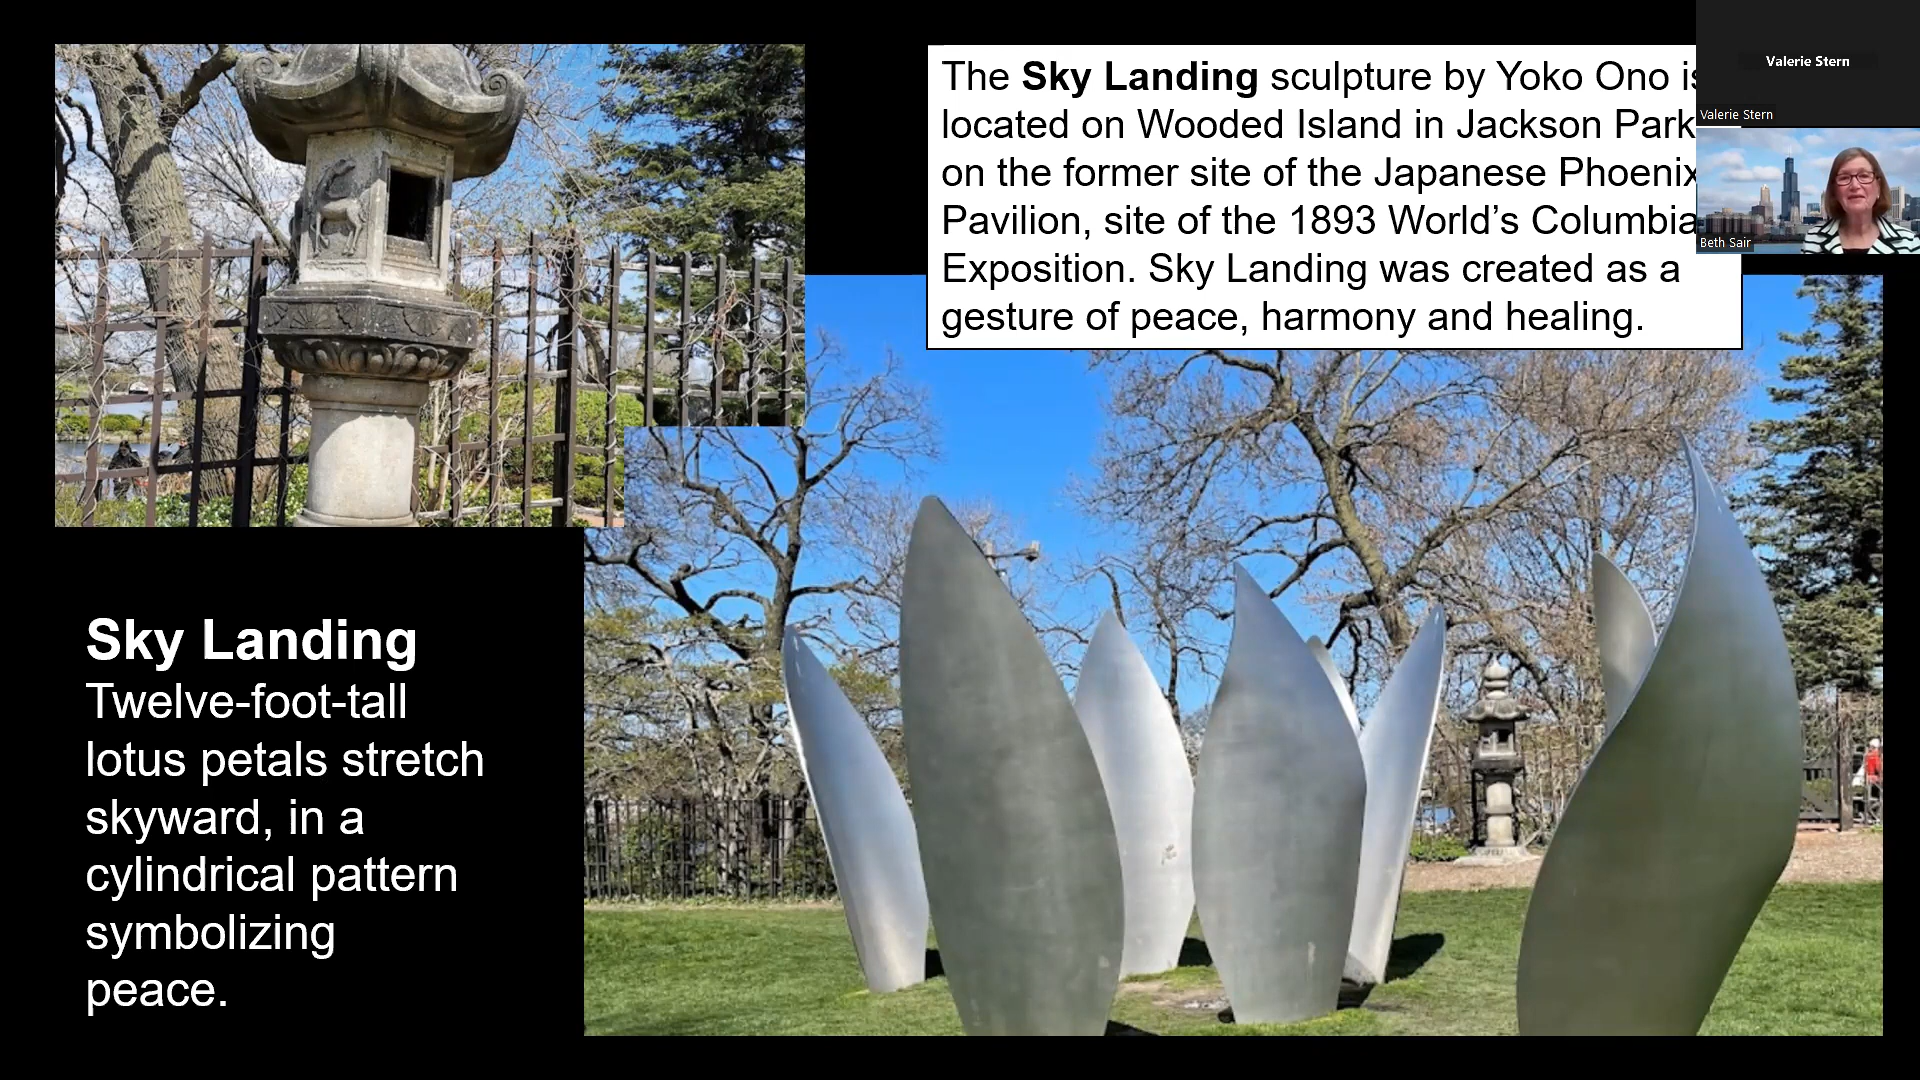 The Sky Landing sculpture by Yoko Ono is
located on Wooded Island in Jackson Park
on the former site of the Japanese Phoenix
Pavilion, site of the 1893 World’s Columbia
Exposition. Sky Landing was created as a
gesture of peace, harmony and healing.
Valerie Stern
Valerie Stern
Beth Sair
Sky Landing
Twelve-foot-tall
lotus petals stretch
skyward, in a
cylindrical pattern
symbolizing
peace.